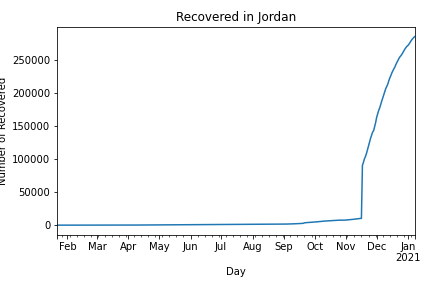 Recovered in Jordan
Number of Recovered
250000
200000
150000
100000
50000
0
Feb Mar Apr May Jun Jul Aug Sep Oct Nov Dec Jan
2021
Day